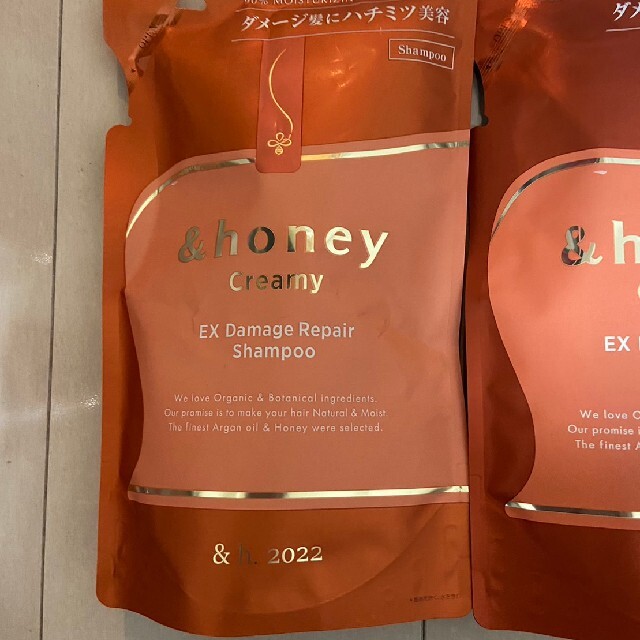 ダメージ髪にハチミツ美容
Shampoo
&honey
Creamy
EX Damage Repair
Shampoo
We love Organic & Botanical ingredients.
Our promise is to make your hair Natural & Moist.
The finest Argan oil & Honey were selected.
& h. 2022
ダメ
&h
EX
We love O
Our promise i
The finest A